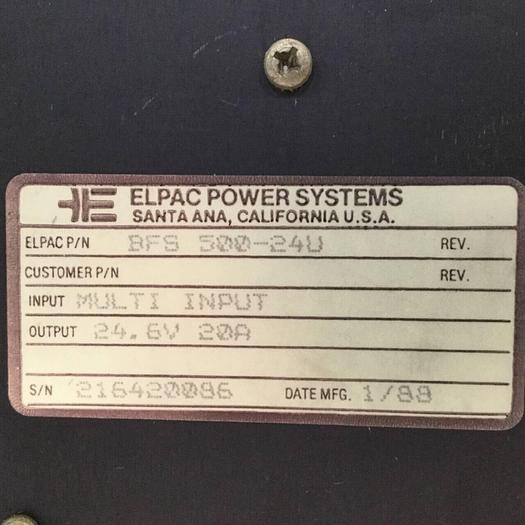 ELPAC POWER SYSTEMS
SANTA ANA, CALIFORNIA U.S.A.
ELPAC P/N BFS 500-24U REV.
CUSTOMER P/N REV.
INPUT MULTI INPUT
OUTPUT 24.6V 20A
S/N 216420086 DATE MFG. 1/88